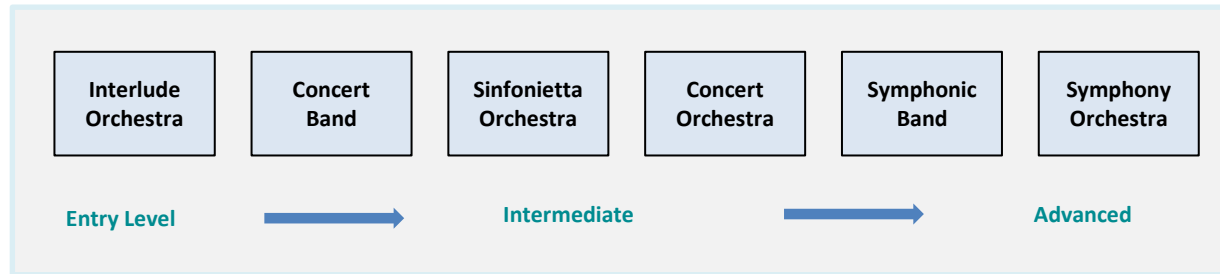 Interlude
Orchestra
Concert
Band
Sinfonietta
Orchestra
Concert
Orchestra
Symphonic
Band
Symphony
Orchestra
Entry Level
Intermediate
Advanced